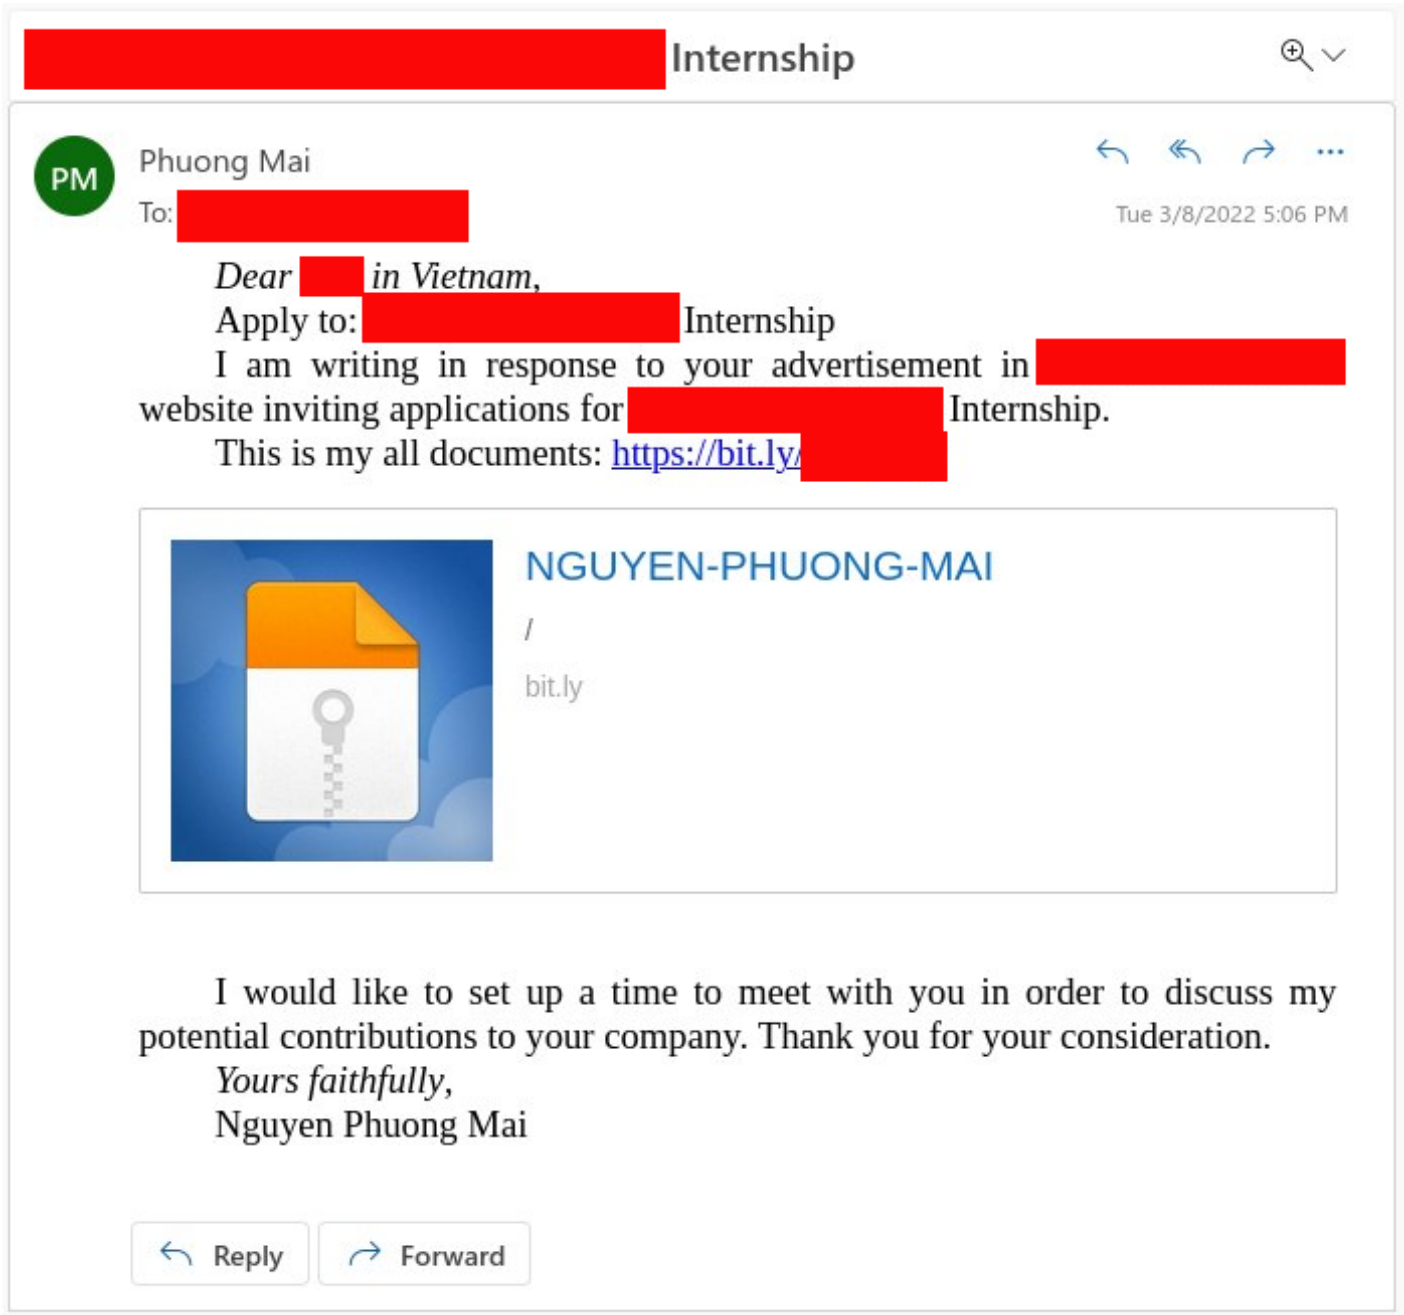 Internship
PM
Phuong Mai
To:
Tue 3/8/2022 5:06 PM
Dear in Vietnam,
Apply to: Internship
I am writing in response to your advertisement in
website inviting applications for Internship.
This is my all documents: https://bit.ly/
NGUYEN-PHUONG-MAI
/
bit.ly
I would like to set up a time to meet with you in order to discuss my
potential contributions to your company. Thank you for your consideration.
Yours faithfully,
Nguyen Phuong Mai
Reply
Forward